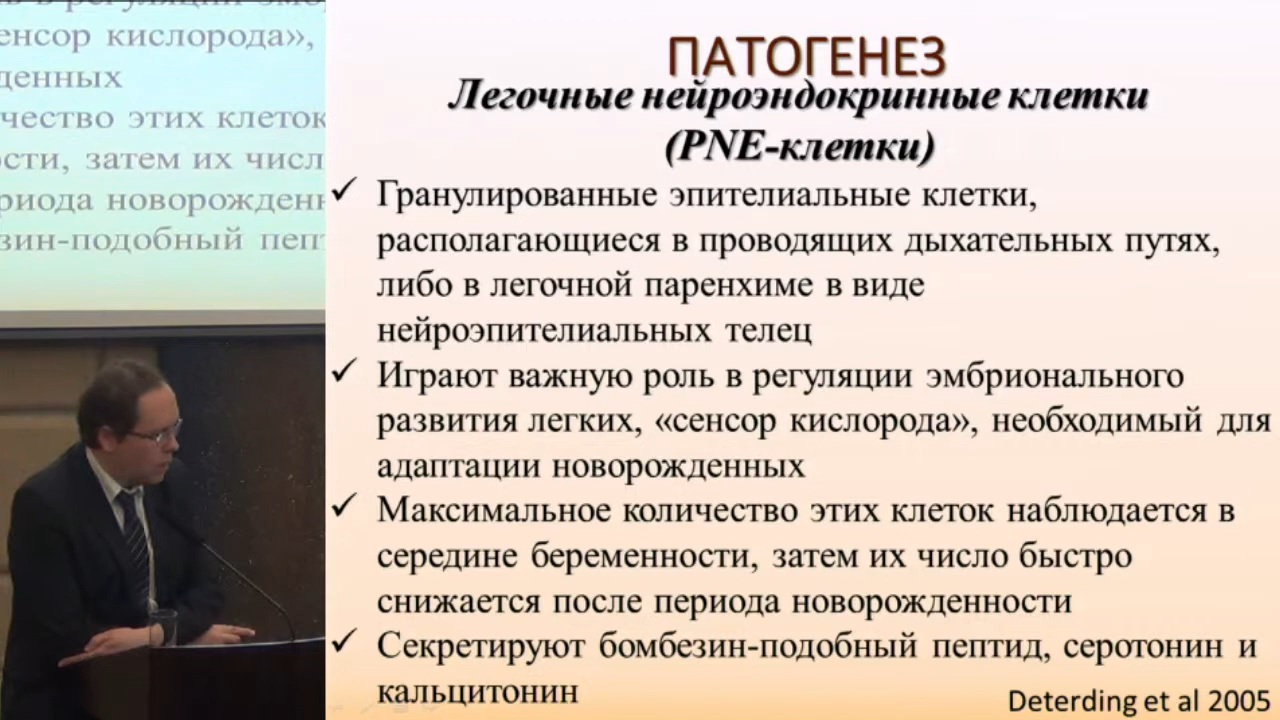 ь в регуляции эмбр
енсор кислорода»,
денных
чество этих клеток
сти, затем их числ
риода новорожденн
зин-подобный пепт
ПАТОГЕНЕЗ
Легочные нейроэндокринные клетки
(PNE-клетки)
✓ Гранулированные эпителиальные клетки,
располагающиеся в проводящих дыхательных путях,
либо в легочной паренхиме в виде
нейроэпителиальных телец
✓ Играют важную роль в регуляции эмбрионального
развития легких, «сенсор кислорода», необходимый для
адаптации новорожденных
✓ Максимальное количество этих клеток наблюдается в
середине беременности, затем их число быстро
снижается после периода новорожденности
✓ Секретируют бомбезин-подобный пептид, серотонин и
кальцитонин
Deterding et al 2005